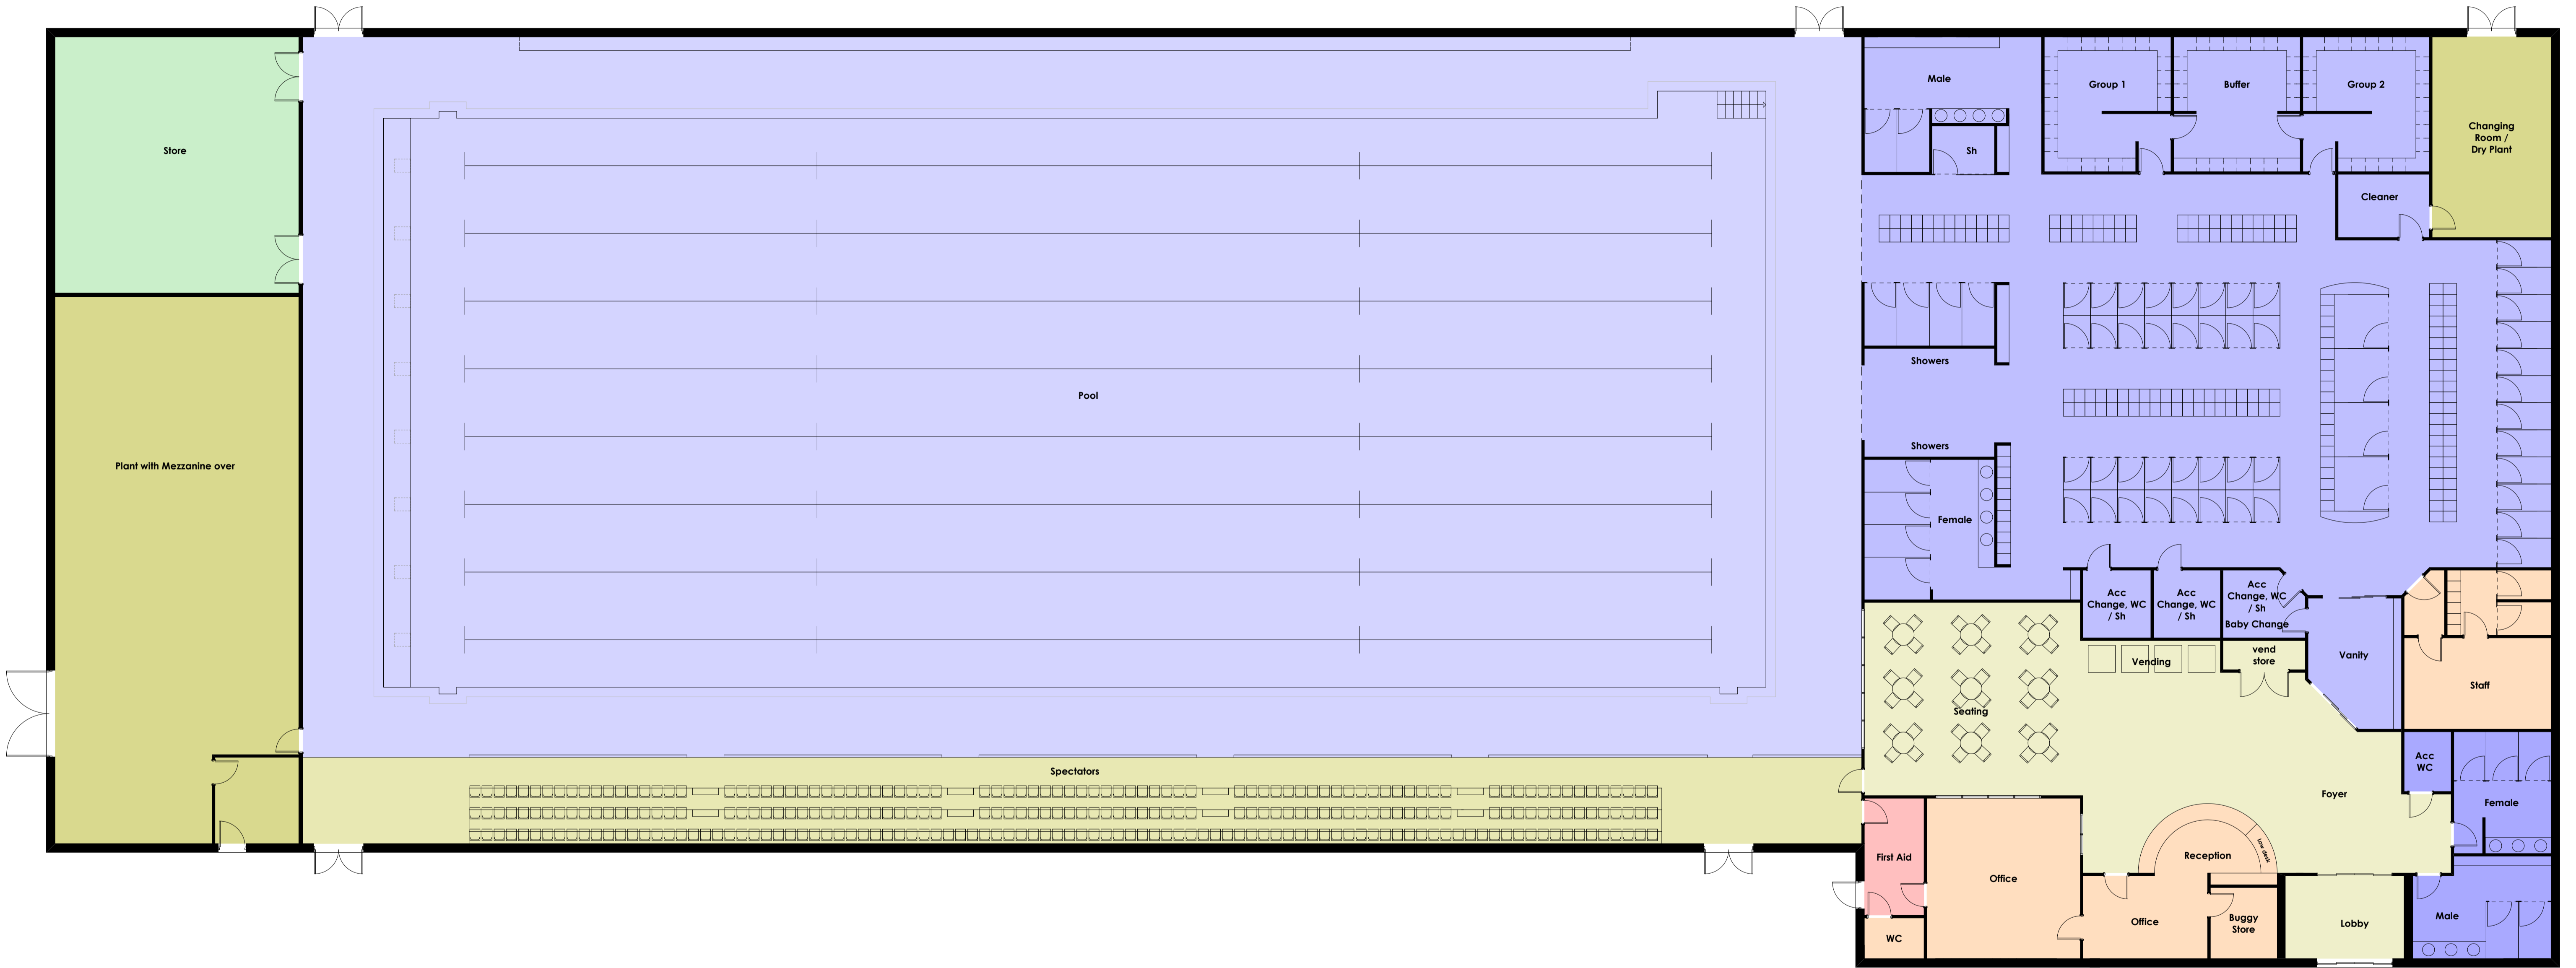 Male
Group 1
Buffer
Group 2
Changing
Room /
Dry Plant
Store
Sh
Cleaner
Showers
Pool
Showers
Plant with Mezzanine over
Female
Acc
Change, WC
/ Sh
Acc
Change, WC
/ Sh
Acc
Change, WC
/ Sh
Baby Change
Vending
vend
store
Vanity
Staff
Seating
Spectators
Acc
WC
Foyer
Female
First Aid
Office
Reception
Low desk
Office
Buggy
Store
Lobby
Male
WC